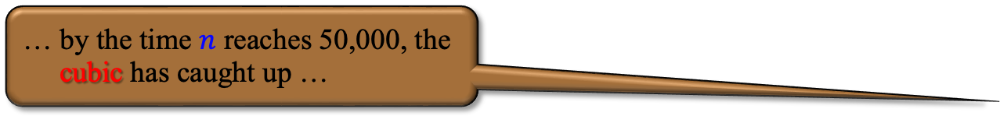 … by the time n reaches 50,000, the
cubic has caught up …